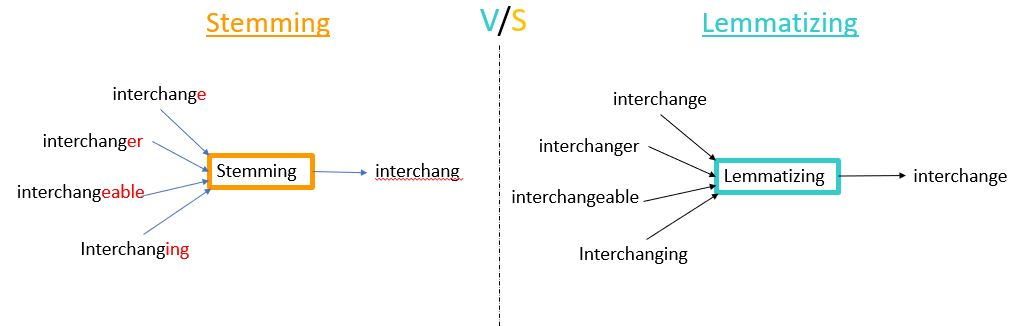 Stemming
V/S
Lemmatizing
interchange
interchanger
interchangeable
Interchanging
Stemming
interchang
interchange
interchanger
interchangeable
Interchanging
Lemmatizing
interchange